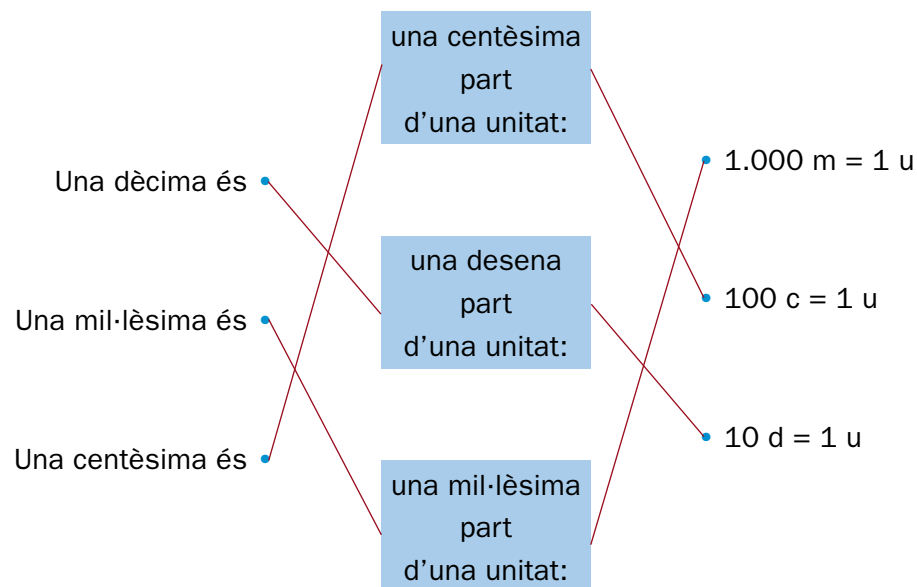 una centèsima
part
d'una unitat:
Una dècima és
Una mil·lèsima és
Una centèsima és
una desena
part
d'una unitat:
una mil·lèsima
part
d'una unitat:
1.000 m = 1 u
100 c = 1 u
10 d = 1 u